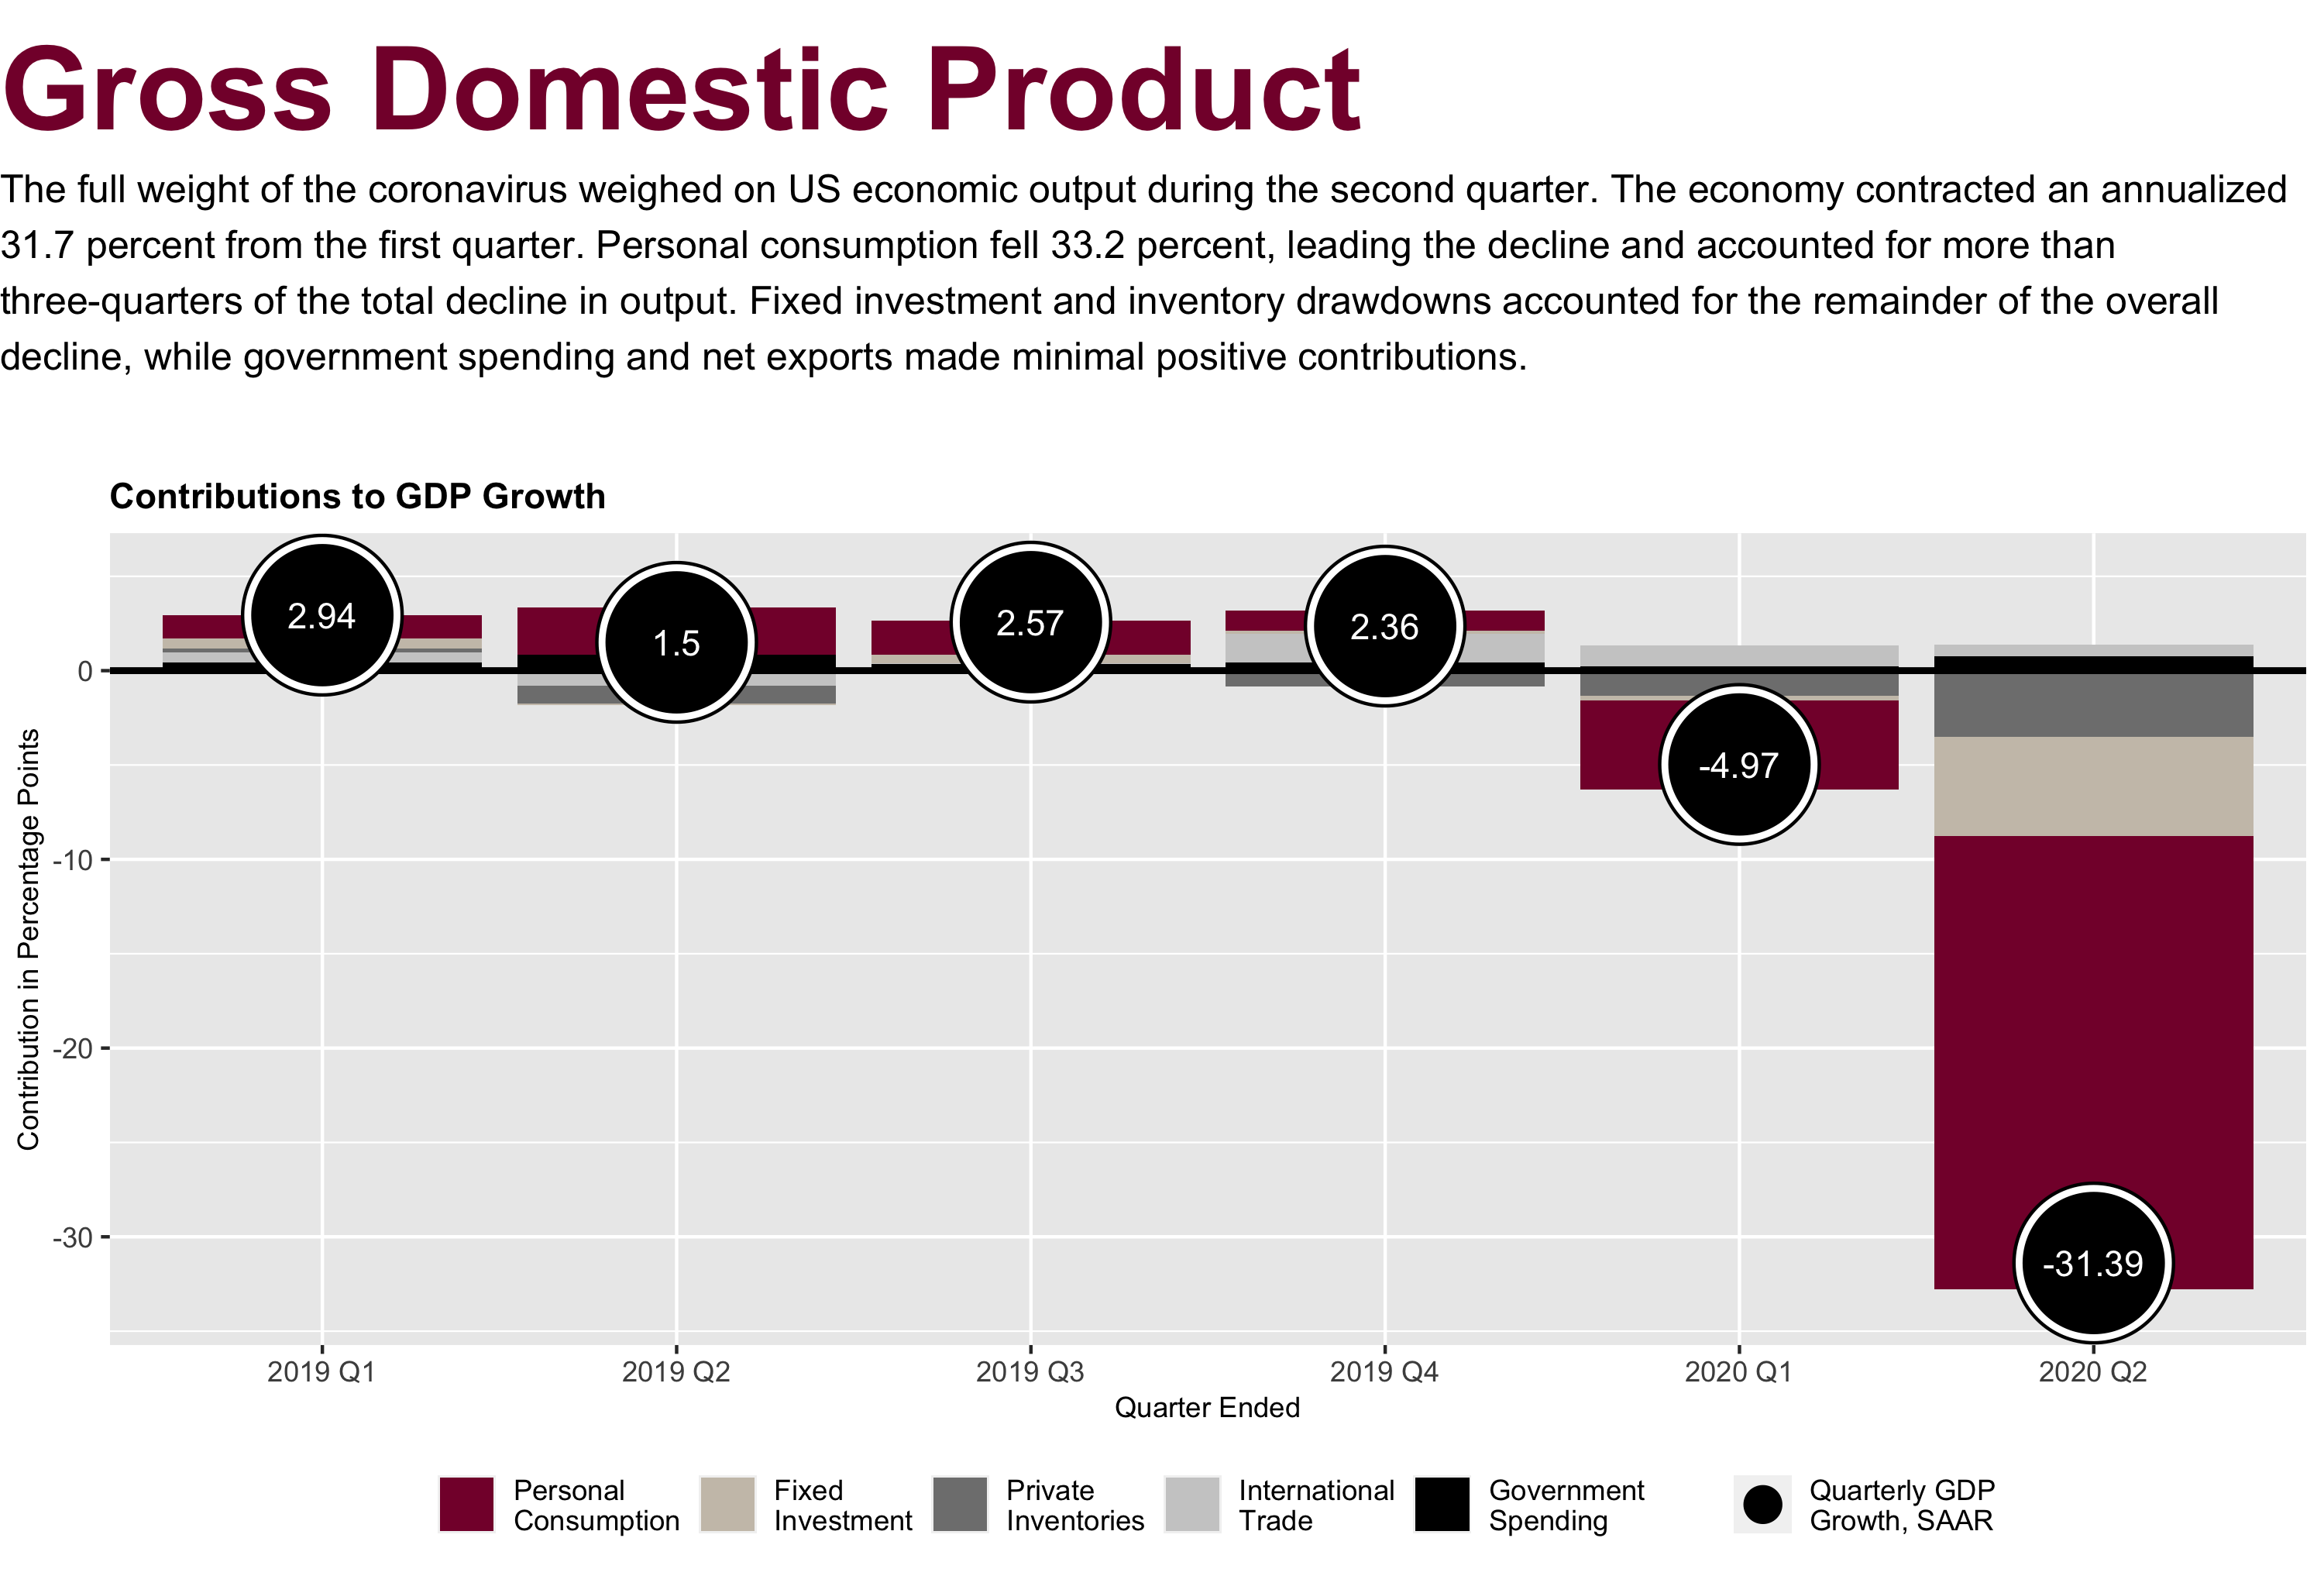 Gross Domestic Product
The full weight of the coronavirus weighed on US economic output during the second quarter. The economy contracted an annualized
31.7 percent from the first quarter. Personal consumption fell 33.2 percent, leading the decline and accounted for more than
three-quarters of the total decline in output. Fixed investment and inventory drawdowns accounted for the remainder of the overall
decline, while government spending and net exports made minimal positive contributions.
Contributions to GDP Growth
Contribution in Percentage Points
0
-10
-20
-30
2.94
1.5
2.57
2.36
-4.97
-31.39
2019 Q1
2019 Q2
2019 Q3
2019 Q4
2020 Q1
2020 Q2
Quarter Ended
Personal
Consumption
Fixed
Investment
Private
Inventories
International
Trade
Government
Spending
Quarterly GDP
Growth, SAAR